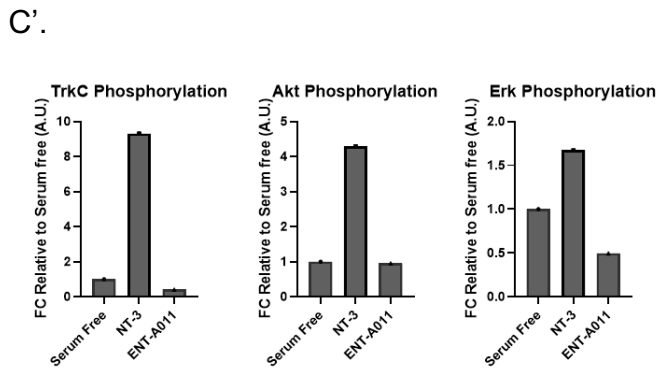 C'.
TrkC Phosphorylation
FC Relative to Serum free (A.U.)
10
8
6
4
2
0
Serum Free
NT-3
ENT-A011
Akt Phosphorylation
FC Relative to Serum free (A.U.)
5
4
3
2
1
0
Serum Free
NT-3
ENT-A011
Erk Phosphorylation
FC Relative to Serum free (A.U.)
2.0
1.5
1.0
0.5
0.0
Serum Free
NT-3
ENT-A011